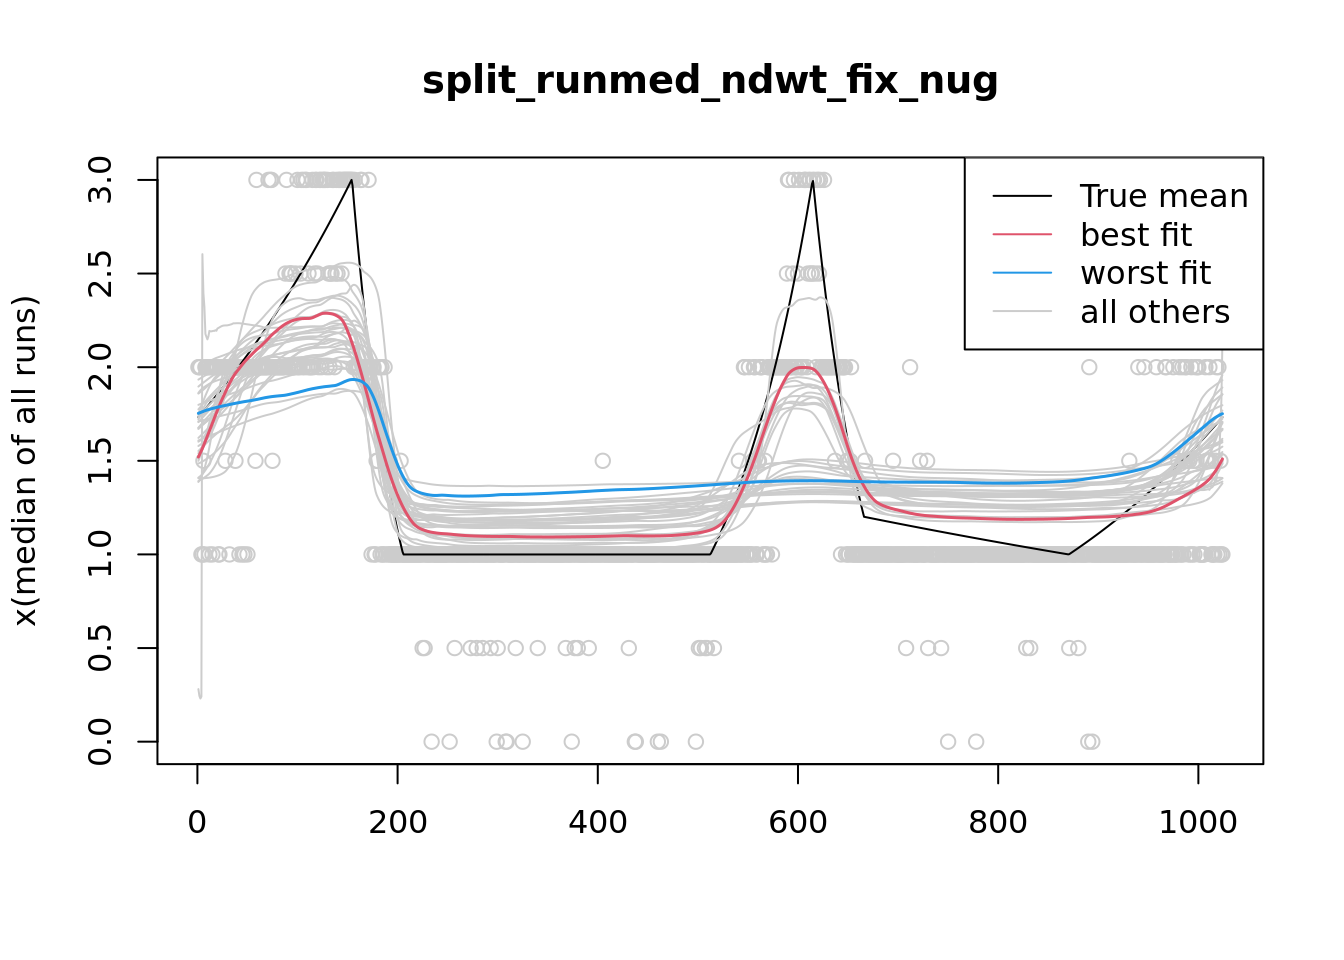 split_runmed_ndwt_fix_nug
x(median of all runs)
3.0
2.5
2.0
1.5
1.0
0.5
0.0
True mean
best fit
worst fit
all others
0 200 400 600 800 1000